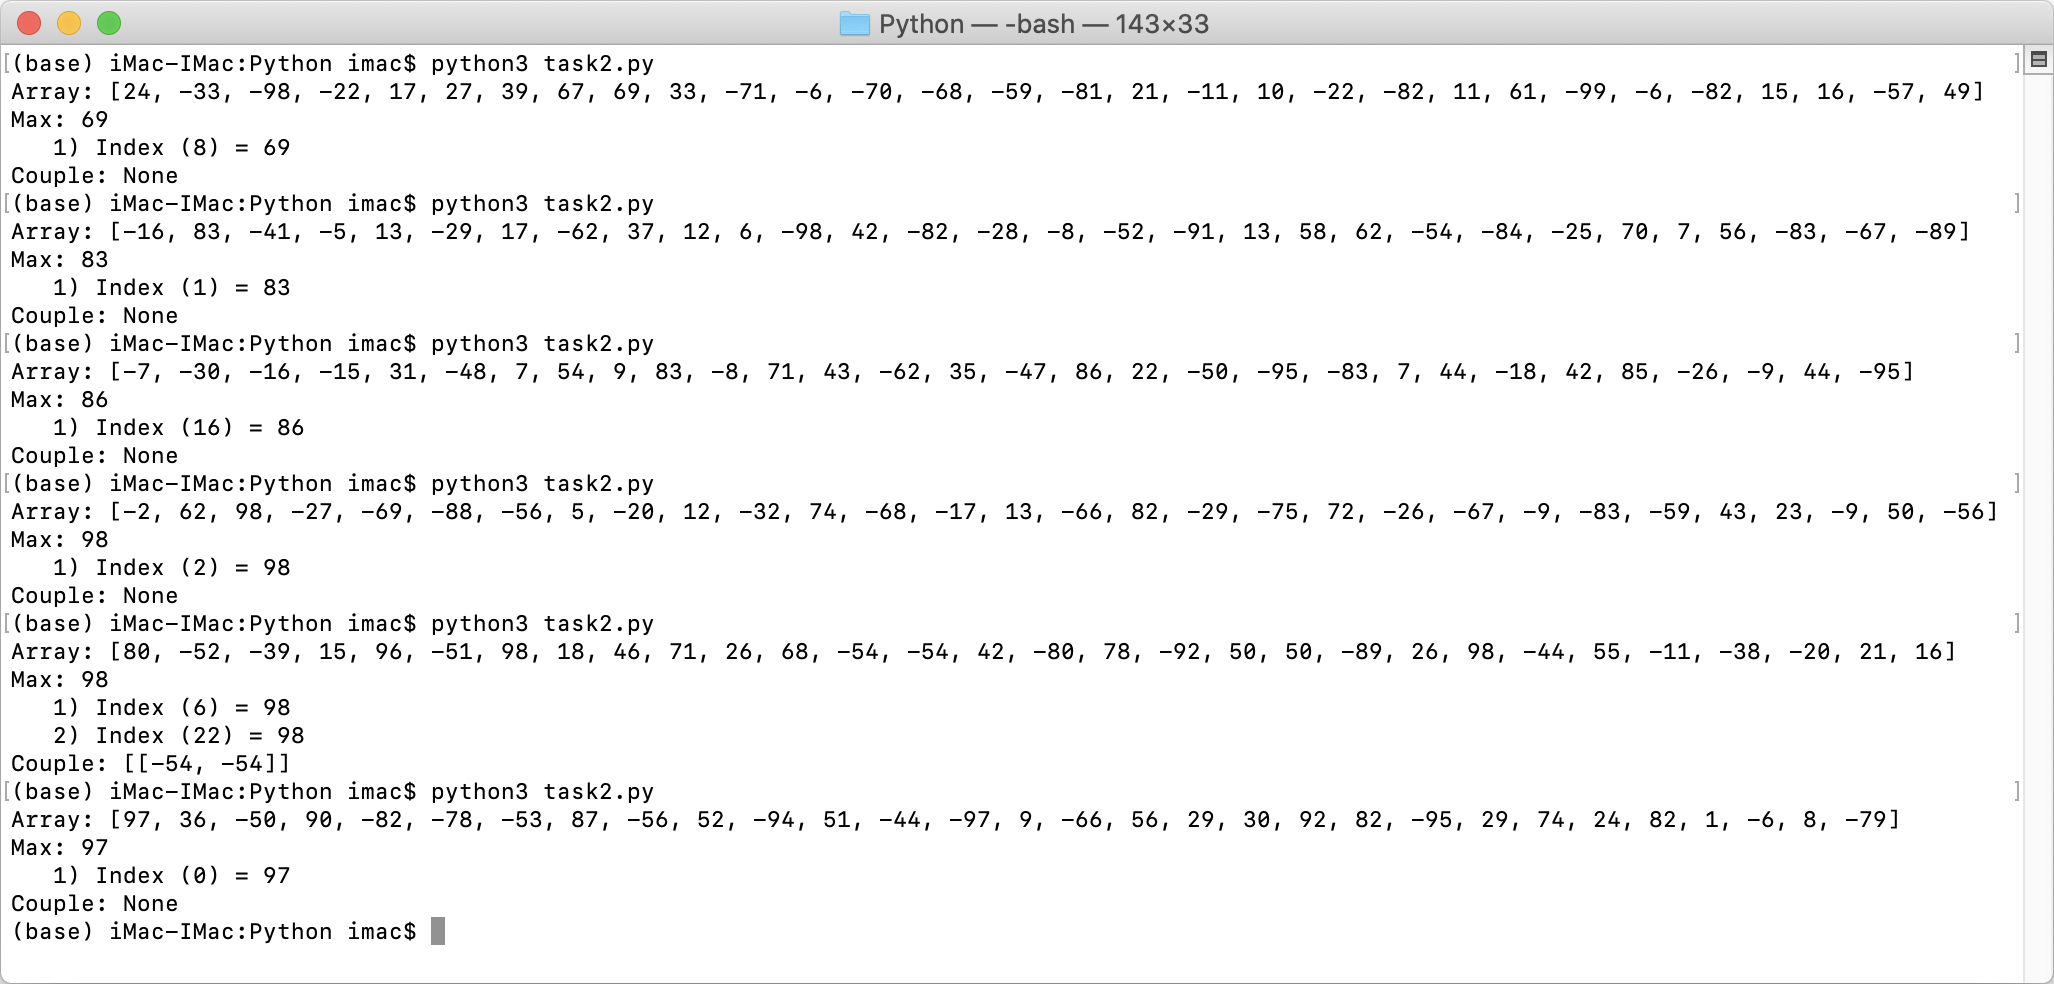 Python — -bash — 143×33
(base) iMac-IMac:Python imac$ python3 task2.py
Array: [24, -33, -98, -22, 17, 27, 39, 67, 69, 33, -71, -6, -70, -68, -59, -81, 21, -11, 10, -22, -82, 11, 61, -99, -6, -82, 15, 16, -57, 49]
Max: 69
   1) Index (8) = 69
Couple: None
(base) iMac-IMac:Python imac$ python3 task2.py
Array: [-16, 83, -41, -5, 13, -29, 17, -62, 37, 12, 6, -98, 42, -82, -28, -8, -52, -91, 13, 58, 62, -54, -84, -25, 70, 7, 56, -83, -67, -89]
Max: 83
   1) Index (1) = 83
Couple: None
(base) iMac-IMac:Python imac$ python3 task2.py
Array: [-7, -30, -16, -15, 31, -48, 7, 54, 9, 83, -8, 71, 43, -62, 35, -47, 86, 22, -50, -95, -83, 7, 44, -18, 42, 85, -26, -9, 44, -95]
Max: 86
   1) Index (16) = 86
Couple: None
(base) iMac-IMac:Python imac$ python3 task2.py
Array: [-2, 62, 98, -27, -69, -88, -56, 5, -20, 12, -32, 74, -68, -17, 13, -66, 82, -29, -75, 72, -26, -67, -9, -83, -59, 43, 23, -9, 50, -56]
Max: 98
   1) Index (2) = 98
Couple: None
(base) iMac-IMac:Python imac$ python3 task2.py
Array: [80, -52, -39, 15, 96, -51, 98, 18, 46, 71, 26, 68, -54, -54, 42, -80, 78, -92, 50, 50, -89, 26, 98, -44, 55, -11, -38, -20, 21, 16]
Max: 98
   1) Index (6) = 98
   2) Index (22) = 98
Couple: [[-54, -54]]
(base) iMac-IMac:Python imac$ python3 task2.py
Array: [97, 36, -50, 90, -82, -78, -53, 87, -56, 52, -94, 51, -44, -97, 9, -66, 56, 29, 30, 92, 82, -95, 29, 74, 24, 82, 1, -6, 8, -79]
Max: 97
   1) Index (0) = 97
Couple: None
(base) iMac-IMac:Python imac$